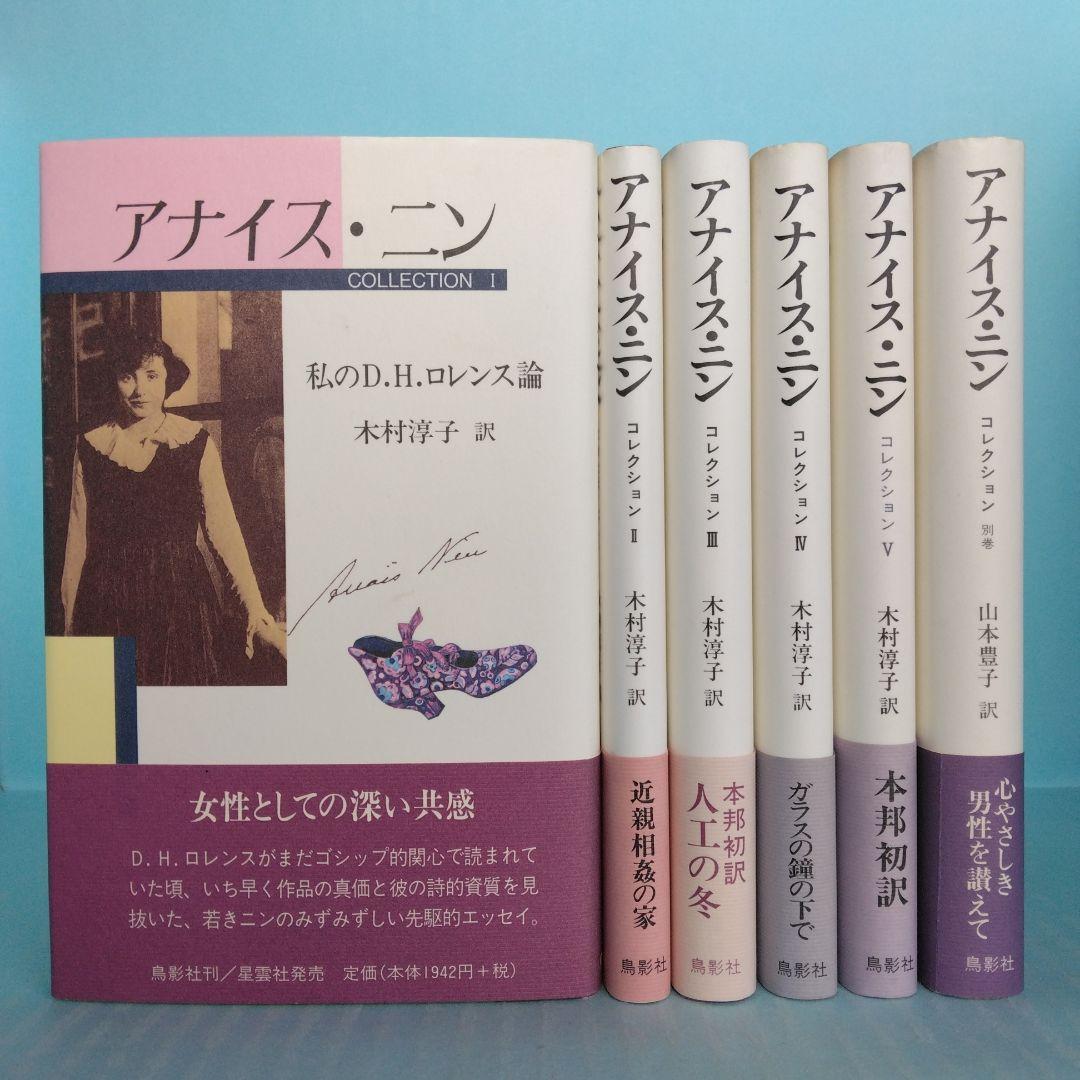 アナイス・ニン
COLLECTION I
私のD.H.ロレンス論
木村淳子 訳
Anaïs Nin
女性としての深い共感
D.H.ロレンスがまだゴシップ的関心で読まれて
いた頃、いち早く作品の真価と彼の詩的資質を見
抜いた、若きニンのみずみずしい先駆的エッセイ。
鳥影社刊／星雲社発売 定価(本体1942円＋税)
アナイス・ニン コレクション Ⅱ
木村淳子 訳
近親相姦の家
鳥影社
アナイス・ニン コレクション Ⅲ
木村淳子 訳
本邦初訳
人工の冬
鳥影社
アナイス・ニン コレクション Ⅳ
木村淳子 訳
ガラスの鐘の下で
鳥影社
アナイス・ニン コレクション Ⅴ
木村淳子 訳
本邦初訳
鳥影社
アナイス・ニン コレクション 別巻
山本豊子 訳
心やさしき
男性を讃えて
鳥影社